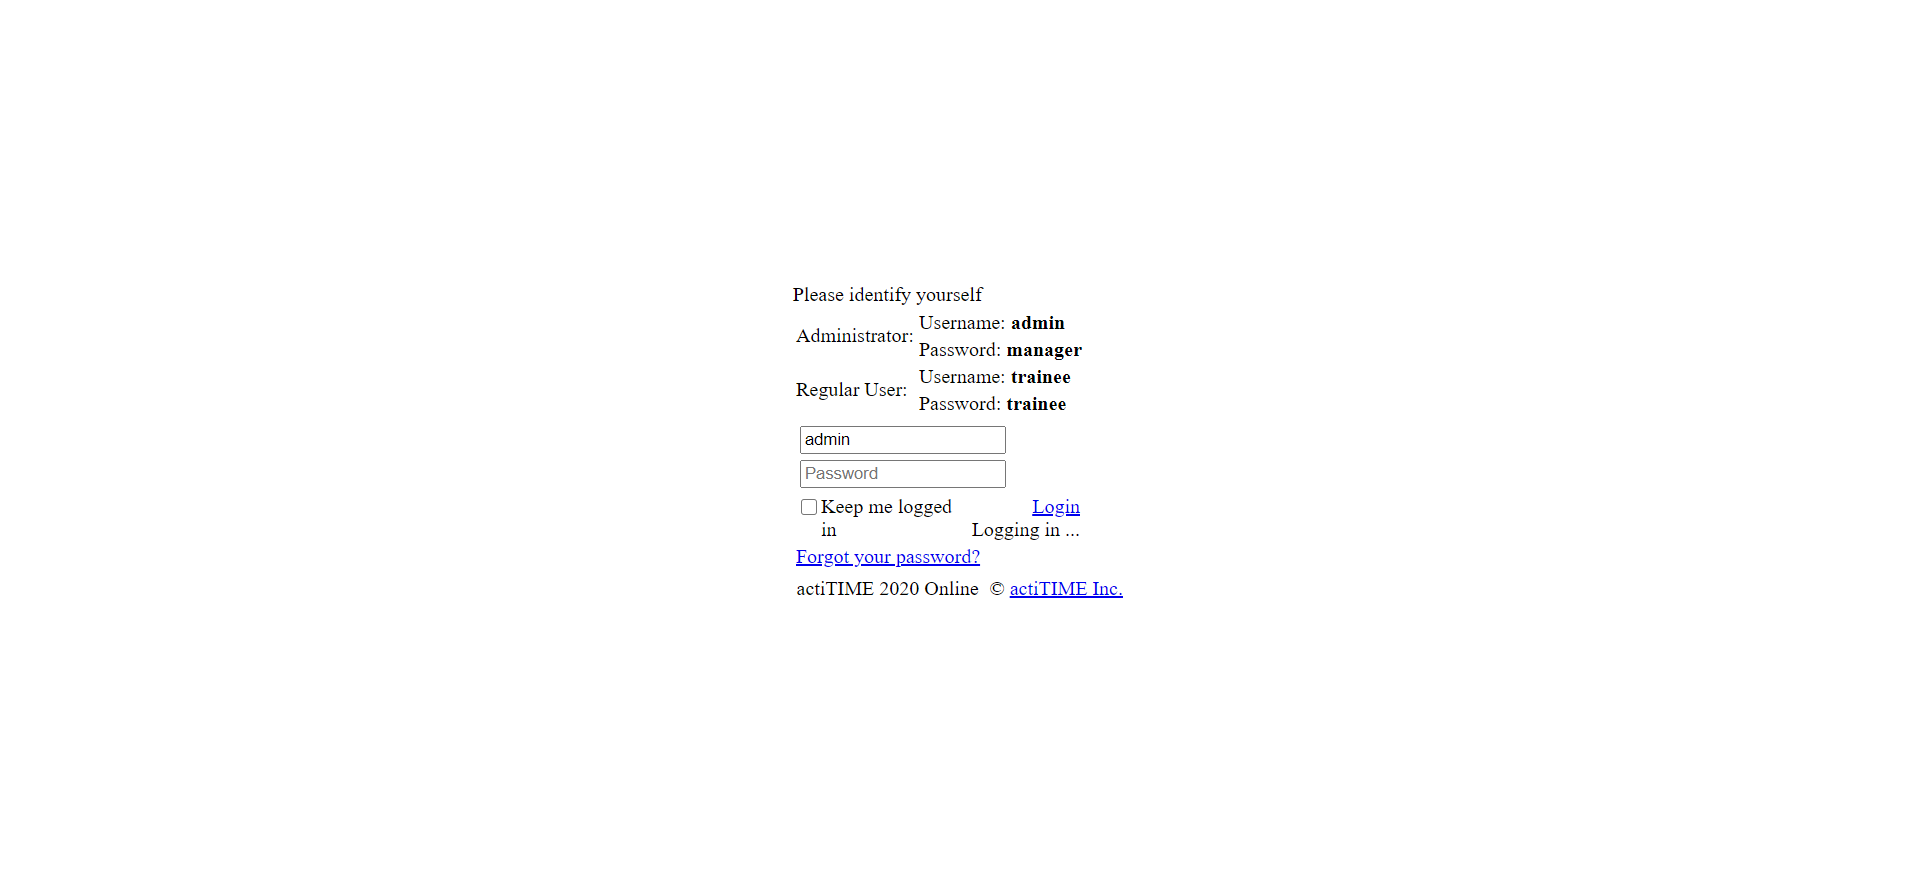 Please identify yourself
Administrator:
Username: admin
Password: manager
Regular User:
Username: trainee
Password: trainee
admin
Password
Keep me logged in
Login
Logging in ...
Forgot your password?
actiTIME 2020 Online © actiTIME Inc.